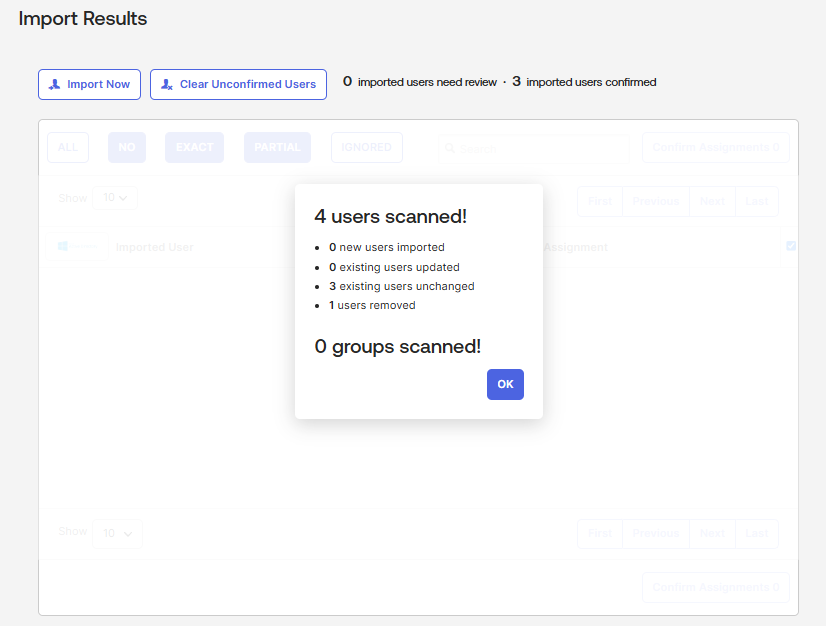 Import Results
Import Now
Clear Unconfirmed Users
0 imported users need review · 3 imported users confirmed
ALL
NO
EXACT
PARTIAL
IGNORED
Search
Confirm Assignments 0
Show 10
First Previous Next Last
Imported User
Assignment
4 users scanned!
0 new users imported
0 existing users updated
3 existing users unchanged
1 users removed
0 groups scanned!
OK
Show 10
First Previous Next Last
Confirm Assignments 0